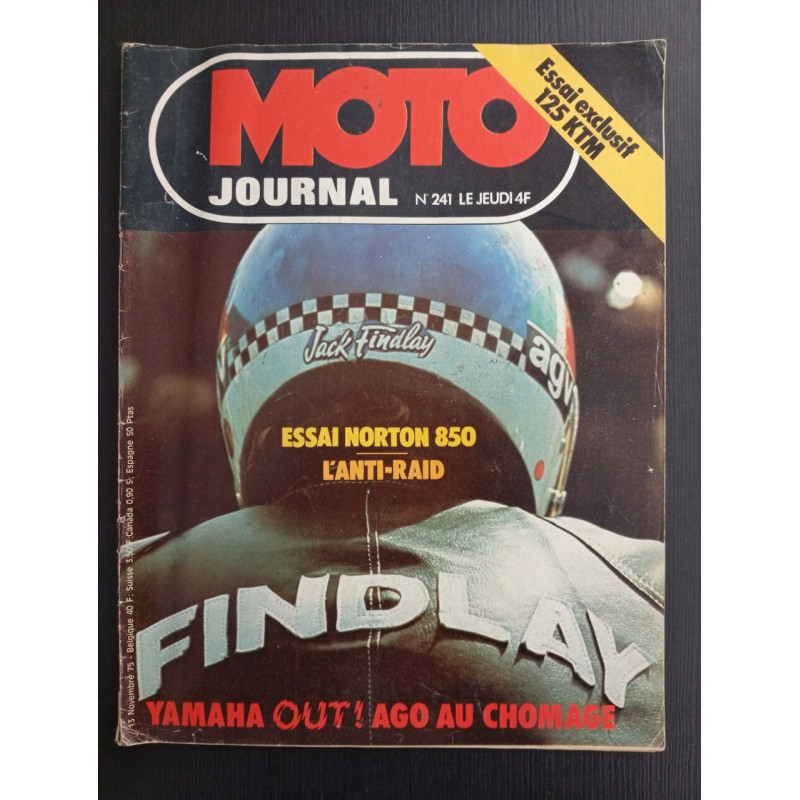 MOTO
JOURNAL
N° 241 LE JEUDI 4F
Essai exclusif
125 KTM
Jack Findlay
agv
ESSAI NORTON 850
L'ANTI-RAID
FINDLAY
YAMAHA OUT! AGO AU CHOMAGE
13 Novembre 75 - Belgique 40 F. Suisse 3,50 F. Canada 0,90 S. Espagne 50 Ptas